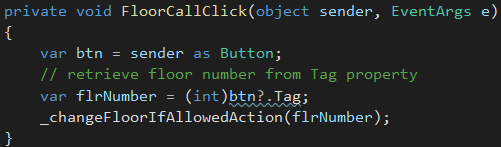 private void FloorCallClick(object sender, EventArgs e)
{
    var btn = sender as Button;
    // retrieve floor number from Tag property
    var flrNumber = (int)btn?.Tag;
    _changeFloorIfAllowedAction(flrNumber);
}